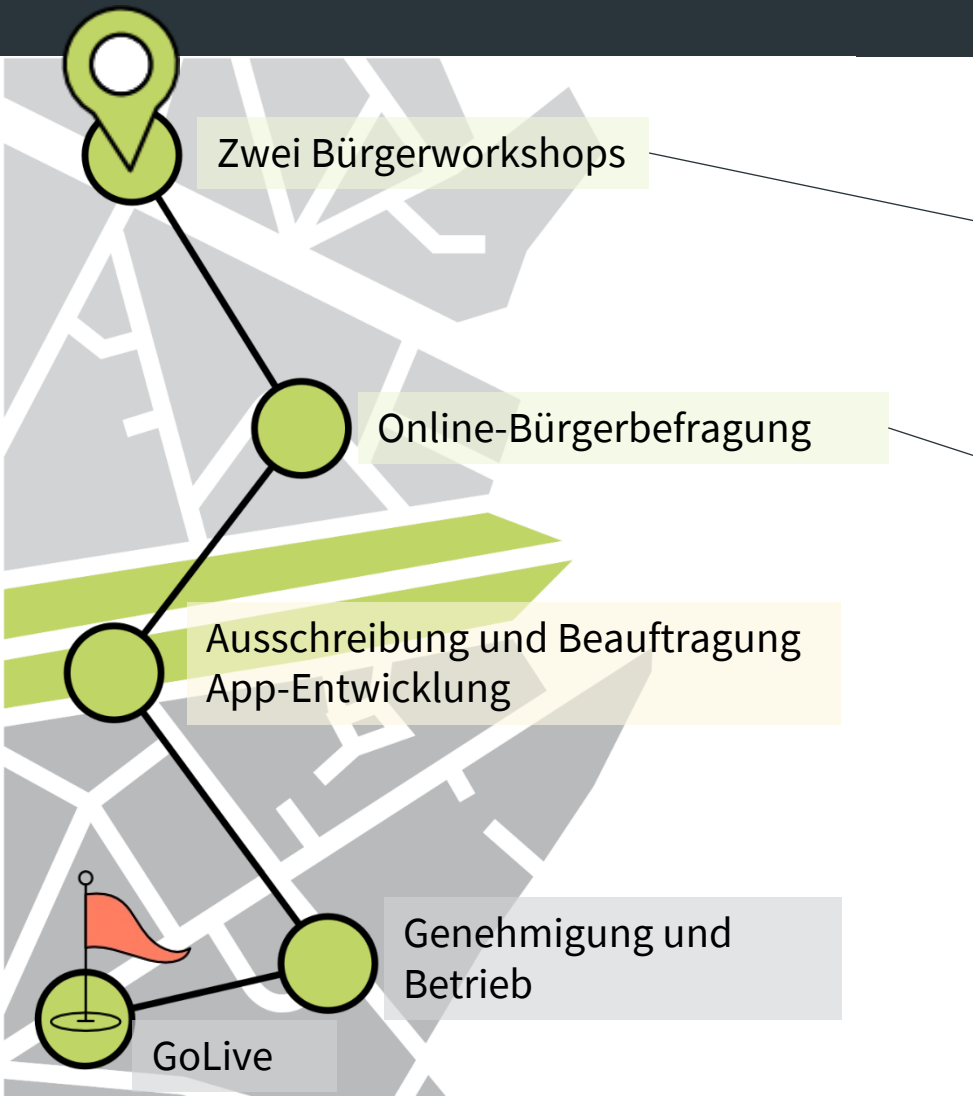 Zwei Bürgerworkshops
Online-Bürgerbefragung
Ausschreibung und Beauftragung
App-Entwicklung
Genehmigung und
Betrieb
GoLive